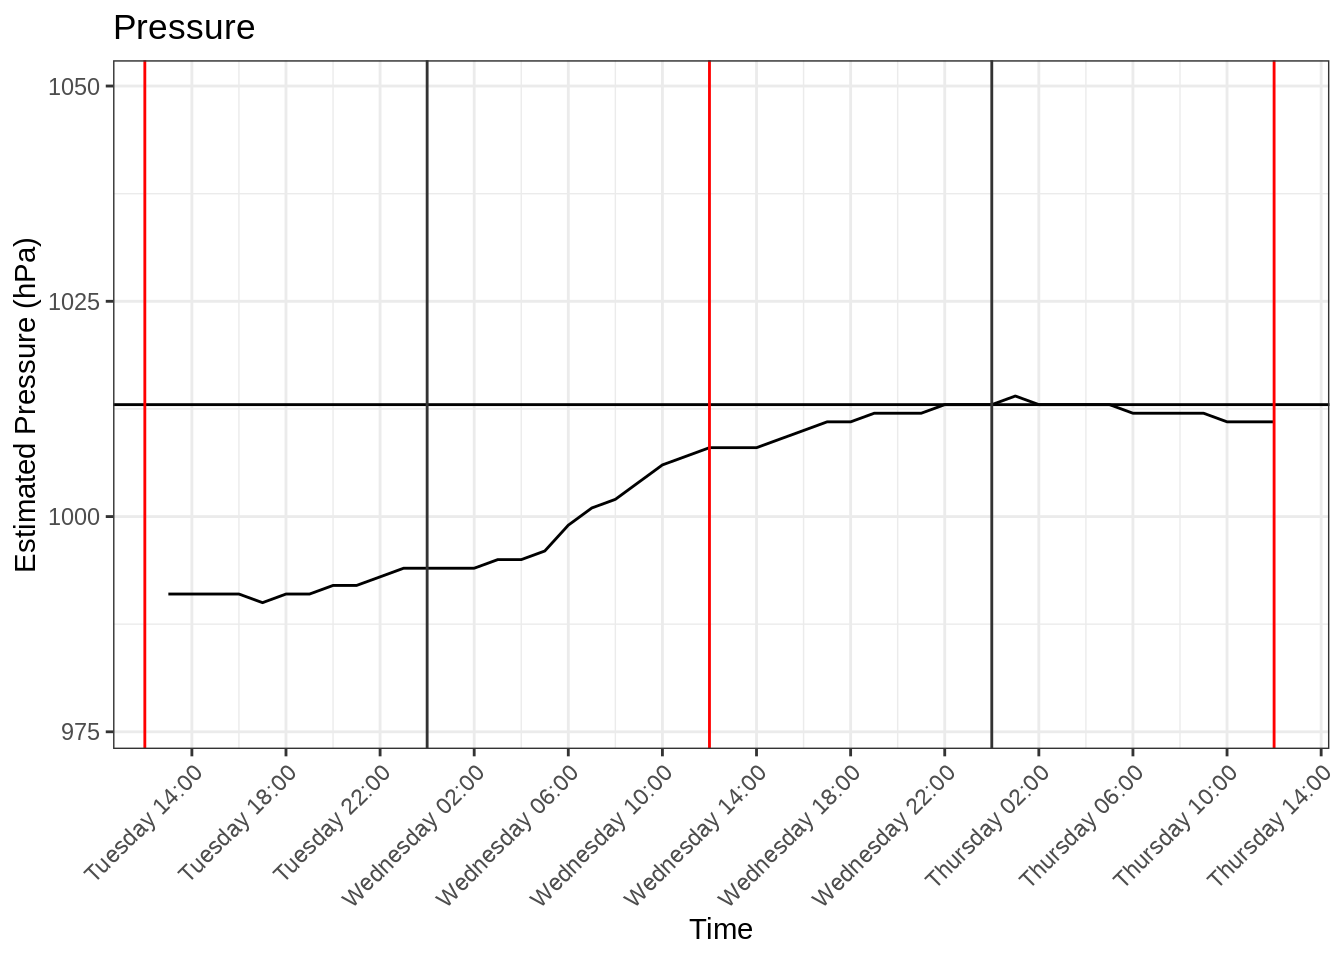 Pressure
Estimated Pressure (hPa)
1050
1025
1000
975
Tuesday 14:00
Tuesday 18:00
Tuesday 22:00
Wednesday 02:00
Wednesday 06:00
Wednesday 10:00
Wednesday 14:00
Wednesday 18:00
Wednesday 22:00
Thursday 02:00
Thursday 06:00
Thursday 10:00
Thursday 14:00
Time